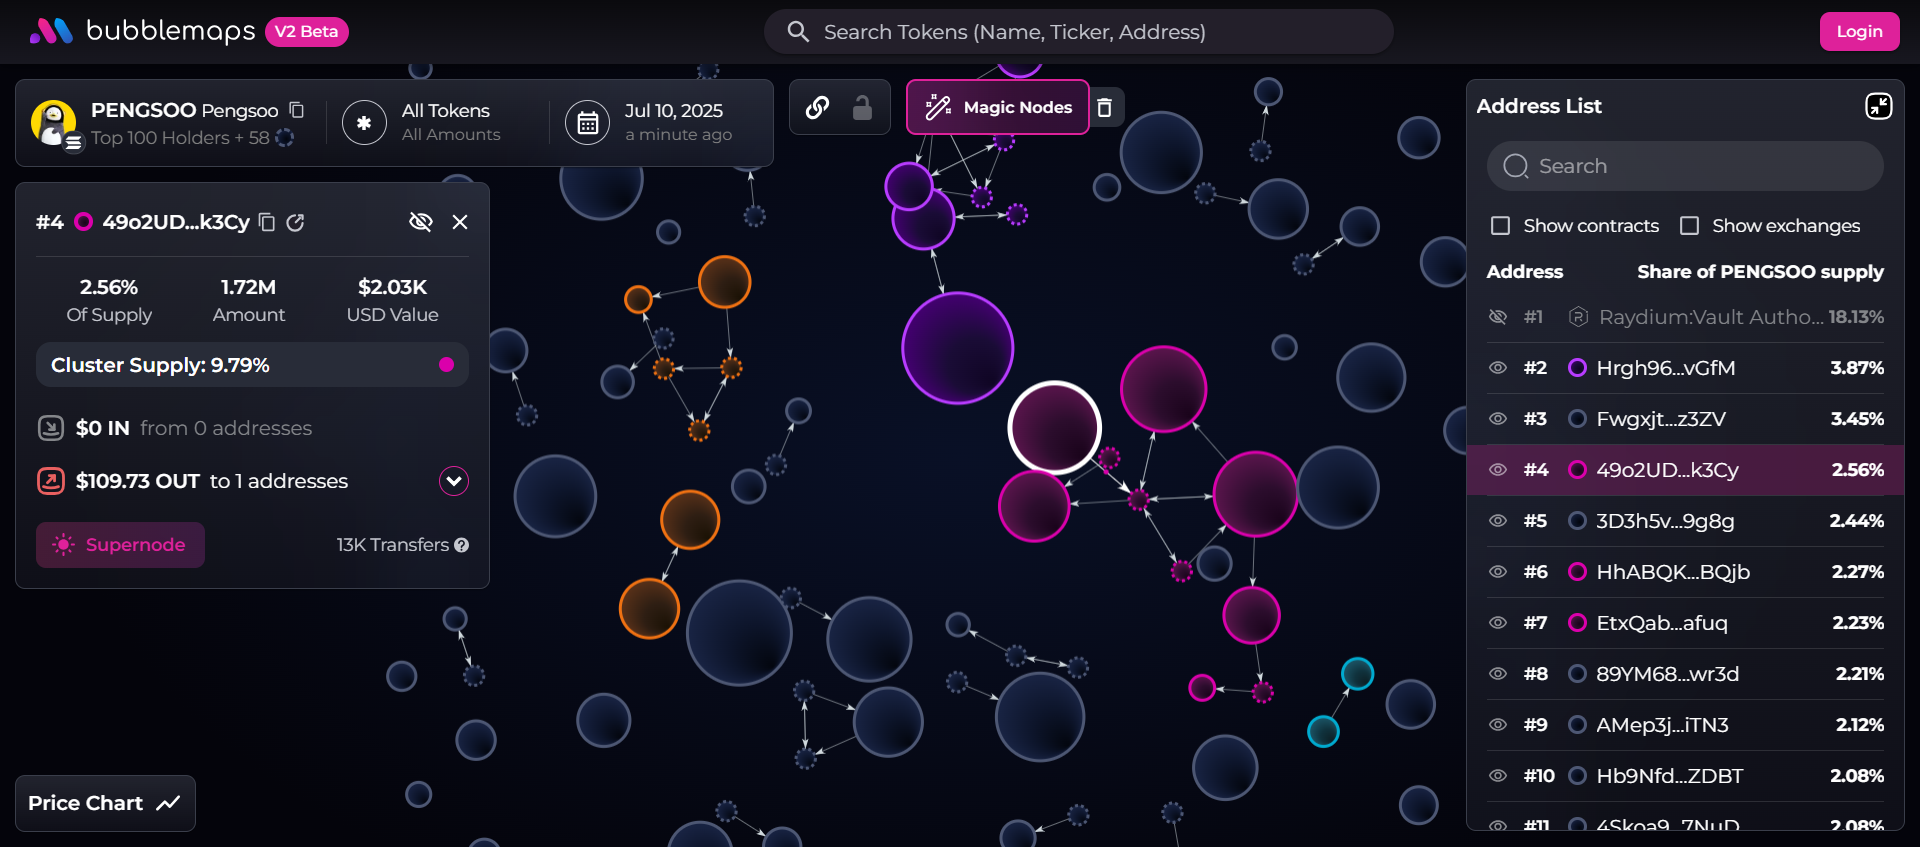 bubblemaps V2 Beta
Search Tokens (Name, Ticker, Address)
Login
PENGSOO Pengsoo
Top 100 Holders + 58
All Tokens
All Amounts
Jul 10, 2025
a minute ago
Magic Nodes
#4 49o2UD...k3Cy
2.56% 1.72M $2.03K
Of Supply Amount USD Value
Cluster Supply: 9.79%
$0 IN from 0 addresses
$109.73 OUT to 1 addresses
Supernode 13K Transfers
Price Chart
Address List
Search
Show contracts Show exchanges
Address Share of PENGSOO supply
#1 Raydium:Vault Autho... 18.13%
#2 Hrgh96...vGfM 3.87%
#3 Fwgxjt...z3ZV 3.45%
#4 49o2UD...k3Cy 2.56%
#5 3D3h5v...9g8g 2.44%
#6 HhABQK...BQjb 2.27%
#7 EtxQab...afuq 2.23%
#8 89YM68...wr3d 2.21%
#9 AMep3j...iTN3 2.12%
#10 Hb9Nfd...ZDBT 2.08%
#11 4Skoa9...7NuD 2.08%